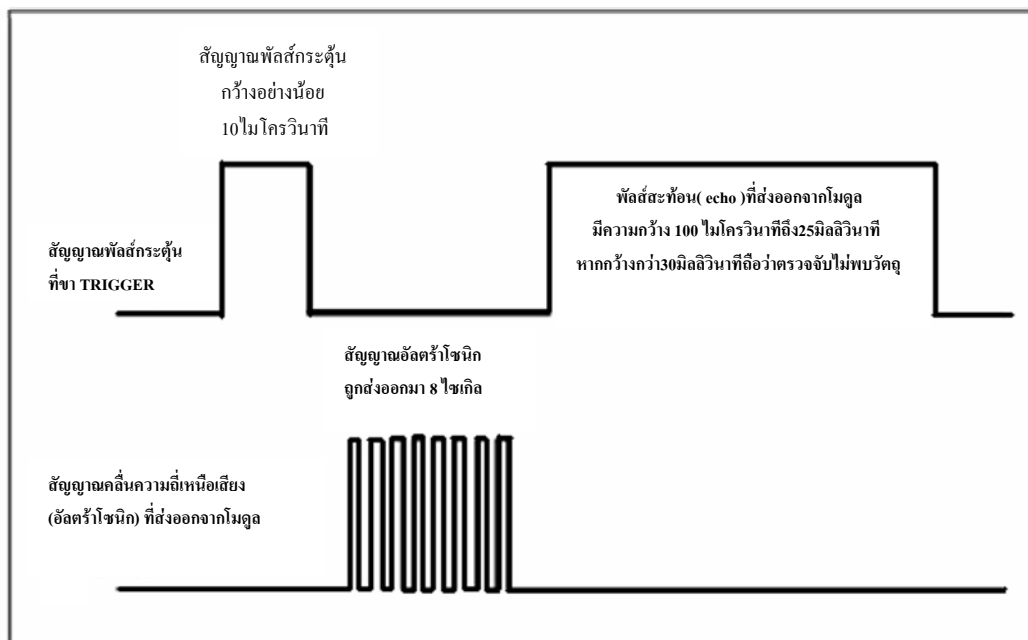 สัญญาณพัลส์กระตุ้น
กว้างอย่างน้อย
10ไมโครวินาที
พัลส์สะท้อน( echo )ที่ส่งออกจากโมดูล
มีความกว้าง 100 ไมโครวินาทีถึง25มิลลิวินาที
หากกว้างกว่า30มิลลิวินาทีถือว่าตรวจจับไม่พบวัตถุ
สัญญาณพัลส์กระตุ้น
ที่ขา TRIGGER
สัญญาณอัลตร้าโซนิก
ถูกส่งออกมา 8 ไซเกิล
สัญญาณคลื่นความถี่เหนือเสียง
(อัลตร้าโซนิก) ที่ส่งออกจากโมดูล